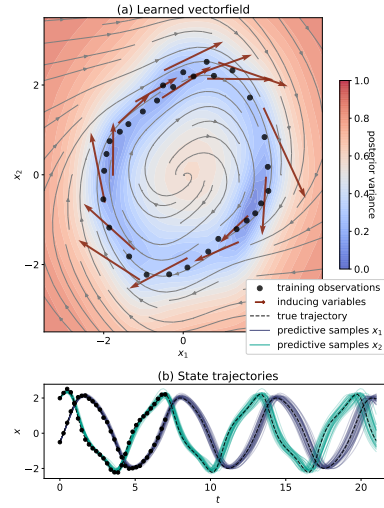 (a) Learned vectorfield
2
0
−2
x2
−2
0
x1
1.0
0.8
0.6
0.4
0.2
0.0
posterior variance
training observations
inducing variables
true trajectory
predictive samples x1
predictive samples x2
(b) State trajectories
2
0
−2
x
0
5
10
15
20
t